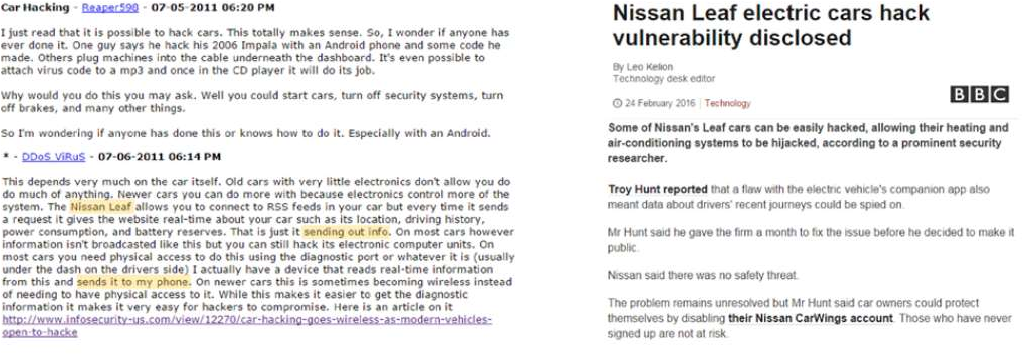 Car Hacking - Reaper590 - 07-05-2011 06:20 PM
I just read that it is possible to hack cars. This totally makes sense. So, I wonder if anyone has
ever done it. One guy says he hack his 2006 Impala with an Android phone and some code he
made. Others plug machines into the cable underneath the dashboard. It's even possible to
attach virus code to a mp3 and once in the CD player it will do its job.
Why would you do this you may ask. Well you could start cars, turn off security systems, turn
off brakes, and many other things.
So I'm wondering if anyone has done this or knows how to do it. Especially with an Android.
* - DDoS ViRuS - 07-06-2011 06:14 PM
This depends very much on the car itself. Old cars with very little electronics don't allow you do
do much of anything. Newer cars you can do more with because electronics control more of the
system. The Nissan Leaf allows you to connect to RSS feeds in your car but every time it sends
a request it gives the website real-time about your car such as its location, driving history,
power consumption, and battery reserves. That is just it sending out info. On most cars however
information isn't broadcasted like this but you can still hack its electronic computer units. On
most cars you need physical access to do this using the diagnostic port or whatever it is (usually
under the dash on the drivers side) I actually have a device that reads real-time information
from this and sends it to my phone. On newer cars this is sometimes becoming wireless instead
of needing to have physical access to it. While this makes it easier to get the diagnostic
information it makes it very easy for hackers to compromise. Here is an article on it
http://www.infosecurity-us.com/view/12270/car-hacking-goes-wireless-as-modern-vehicles-
open-to-hacke
Nissan Leaf electric cars hack
vulnerability disclosed
By Leo Kelion
Technology desk editor
24 February 2016 | Technology
BBC
Some of Nissan's Leaf cars can be easily hacked, allowing their heating and
air-conditioning systems to be hijacked, according to a prominent security
researcher.
Troy Hunt reported that a flaw with the electric vehicle's companion app also
meant data about drivers' recent journeys could be spied on.
Mr Hunt said he gave the firm a month to fix the issue before he decided to make it
public.
Nissan said there was no safety threat.
The problem remains unresolved but Mr Hunt said car owners could protect
themselves by disabling their Nissan CarWings account. Those who have never
signed up are not at risk.